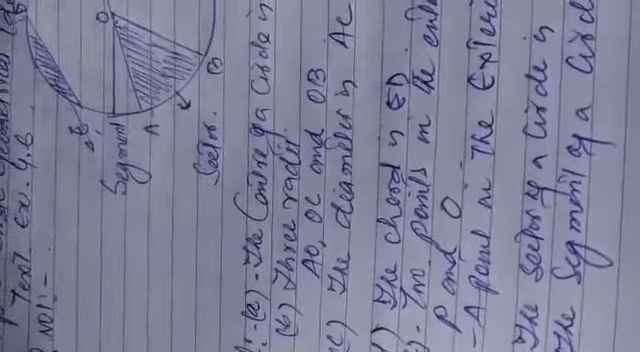 Text Ex. 4.6
NO1:-
O
B
A
Segment
Sector.
(a) - The Centre of a Circle is
(b) Three radii
AO, OC and OB
(c) The diameter is AC
The chord is ED
- Two points in the
P and O
- A point in the Exteri
The Sector of a Circle is
The Segment of a Circle